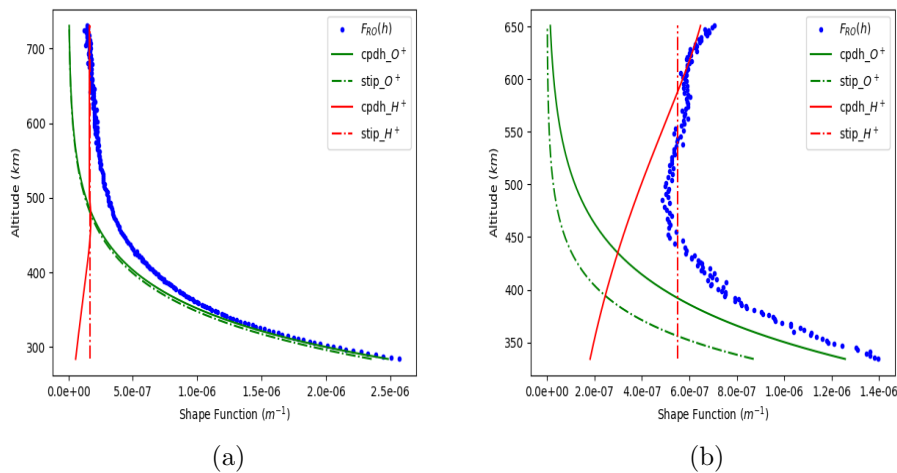 700
600
500
400
300
Altitude (km)
0.0e+00
5.0e-07
1.0e-06
1.5e-06
2.0e-06
2.5e-06
Shape Function (m⁻¹)
F_RO(h)
cpdh_O⁺
stip_O⁺
cpdh_H⁺
stip_H⁺
(a)
650
600
550
500
450
400
350
Altitude (km)
0.0e+00
2.0e-07
4.0e-07
6.0e-07
8.0e-07
1.0e-06
1.2e-06
1.4e-06
Shape Function (m⁻¹)
F_RO(h)
cpdh_O⁺
stip_O⁺
cpdh_H⁺
stip_H⁺
(b)